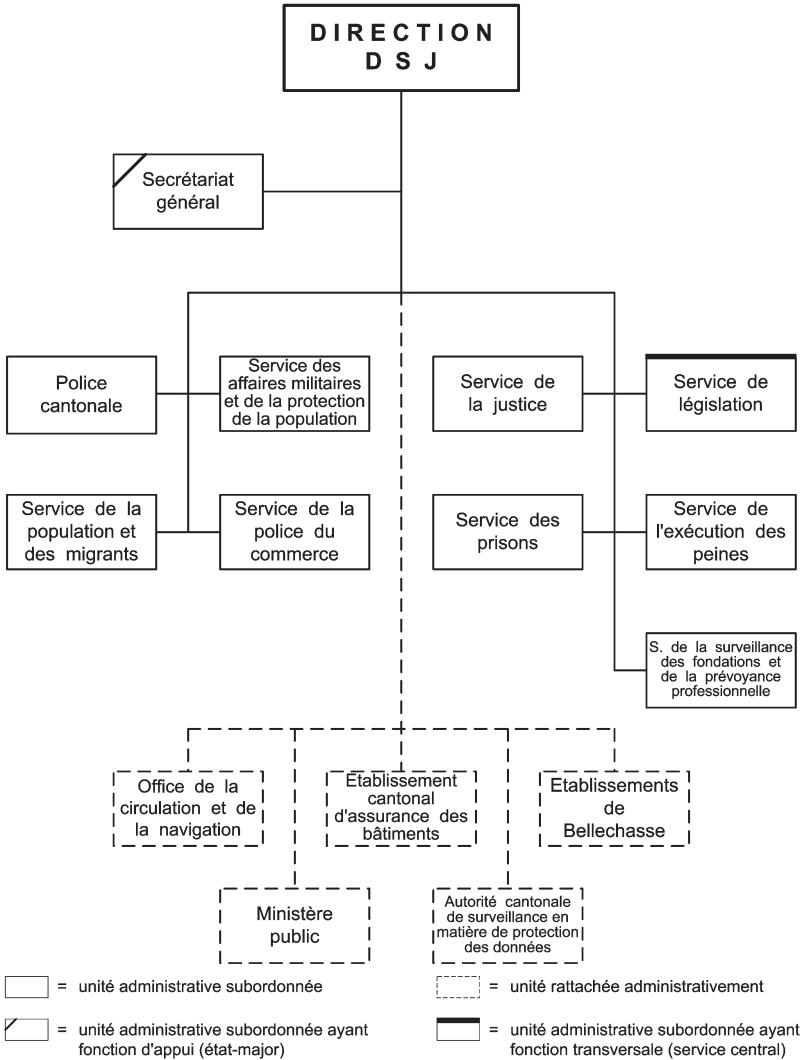 DIRECTION
DSJ
Secrétariat
général
Police
cantonale
Service des
affaires militaires
et de la protection
de la population
Service de
la justice
Service de
législation
Service de la
population et
des migrants
Service de la
police du
commerce
Service des
prisons
Service de
l'exécution des
peines
S. de la surveillance
des fondations et
de la prévoyance
professionnelle
Office de la
circulation et de
la navigation
Etablissement
cantonal
d'assurance des
bâtiments
Etablissements
de
Bellechasse
Ministère
public
Autorité cantonale
de surveillance en
matière de protection
des données
= unité administrative subordonnée
= unité rattachée administrativement
= unité administrative subordonnée ayant
fonction d'appui (état-major)
= unité administrative subordonnée ayant
fonction transversale (service central)